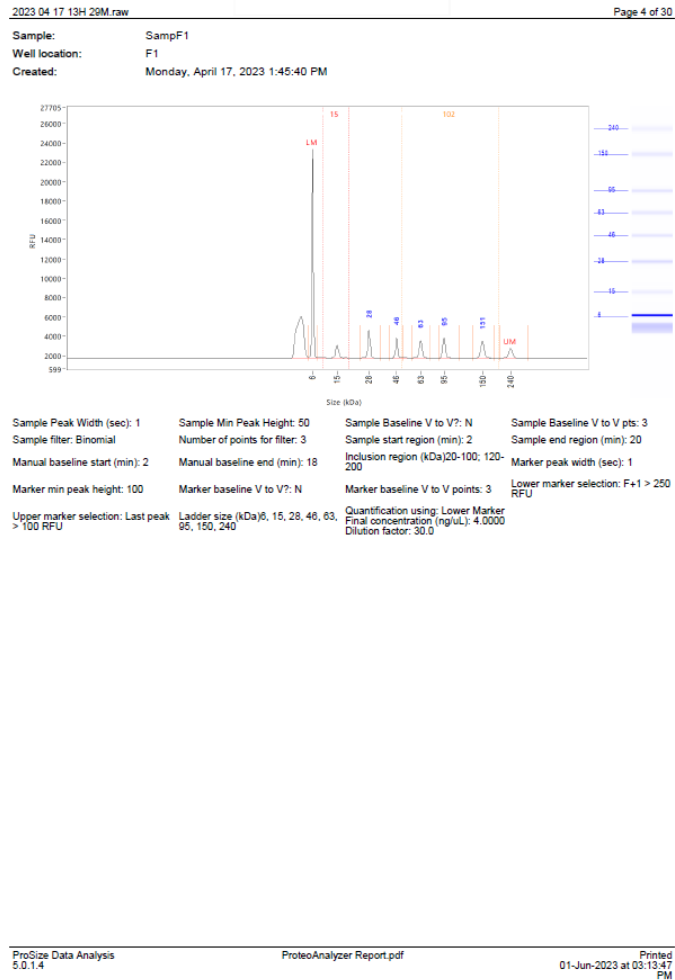 2023 04 17 13H 29M.raw Page 4 of 30
Sample: SampF1
Well location: F1
Created: Monday, April 17, 2023 1:45:40 PM
27705
26000
24000
22000
20000
18000
16000
14000
12000
10000
8000
6000
4000
2000
599
RFU
LM
15
102
28
46
63
95
151
UM
6
15
28
46
63
95
150
240
Size (kDa)
240
150
95
63
46
28
15
6
Sample Peak Width (sec): 1 Sample Min Peak Height: 50 Sample Baseline V to V?: N Sample Baseline V to V pts: 3
Sample filter: Binomial Number of points for filter: 3 Sample start region (min): 2 Sample end region (min): 20
Manual baseline start (min): 2 Manual baseline end (min): 18 Inclusion region (kDa)20-100; 120-
200 Marker peak width (sec): 1
Marker min peak height: 100 Marker baseline V to V?: N Marker baseline V to V points: 3 Lower marker selection: F+1 > 250
RFU
Upper marker selection: Last peak
> 100 RFU Ladder size (kDa)6, 15, 28, 46, 63,
95, 150, 240 Quantification using: Lower Marker
Final concentration (ng/uL): 4.0000
Dilution factor: 30.0
ProSize Data Analysis
5.0.1.4 ProteoAnalyzer Report.pdf Printed
01-Jun-2023 at 03:13:47
PM